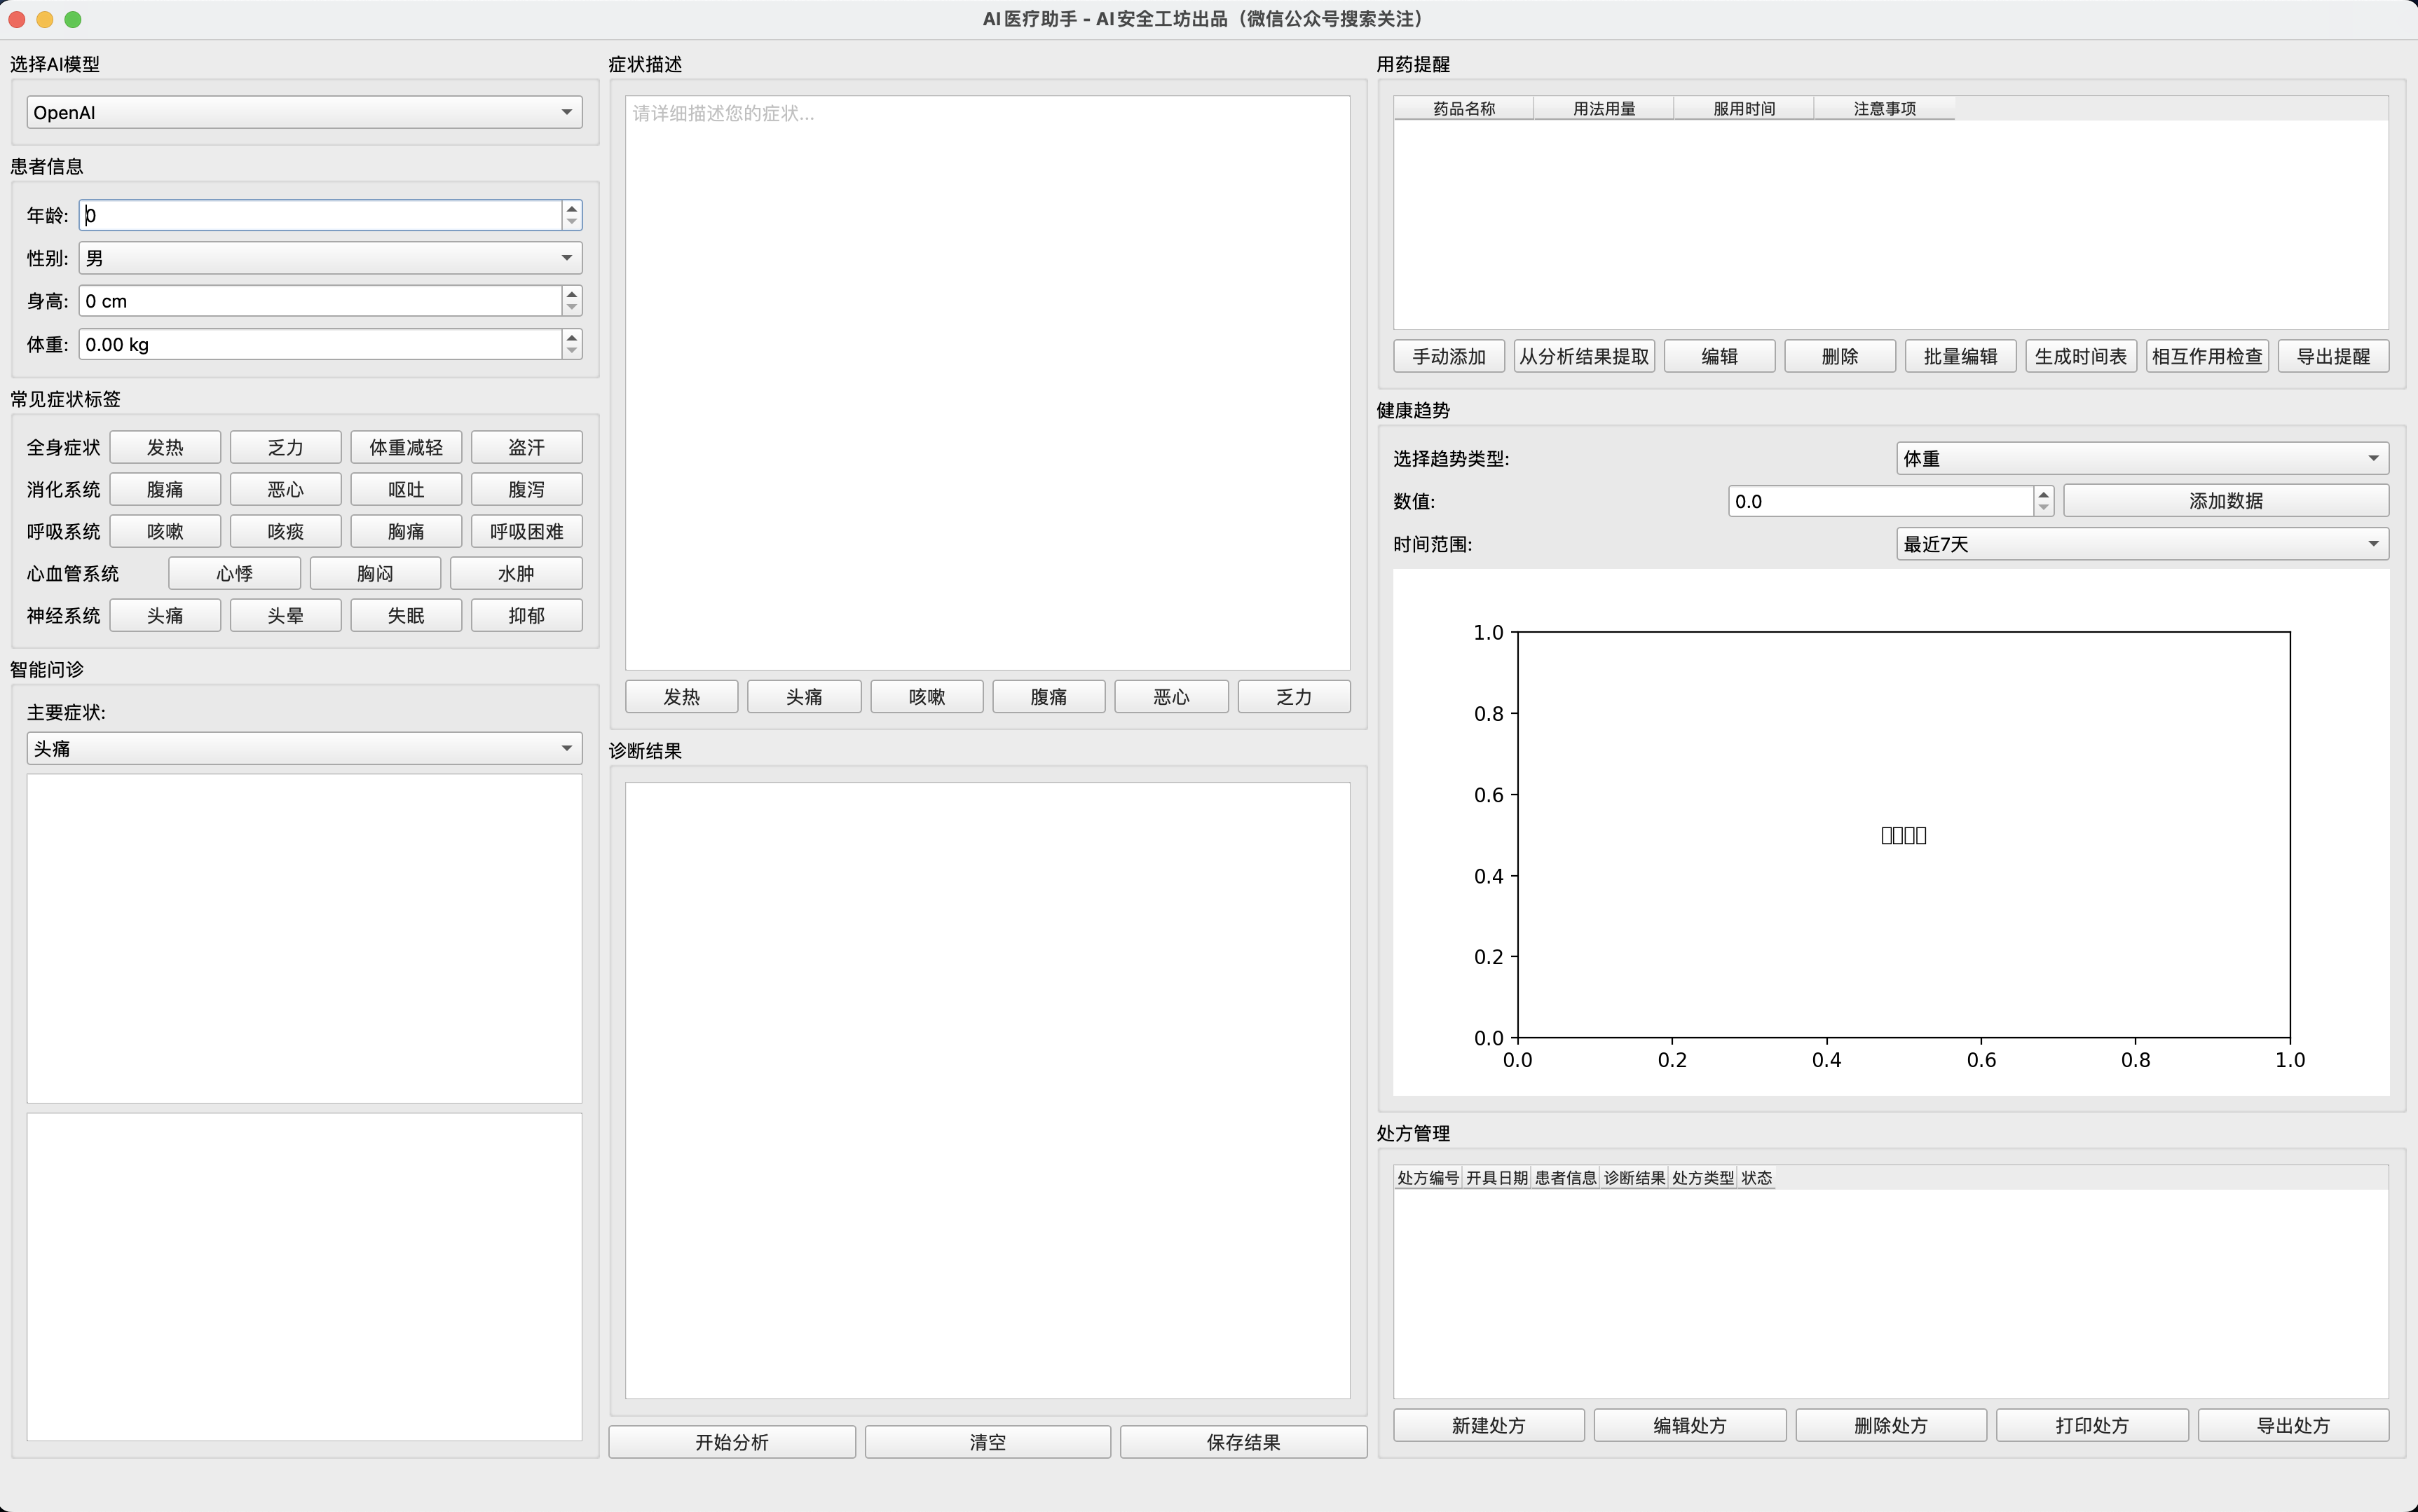 AI医疗助手 - AI安全工坊出品（微信公众号搜索关注）
选择AI模型
OpenAI
患者信息
年龄: 0
性别: 男
身高: 0 cm
体重: 0.00 kg
常见症状标签
全身症状 发热 乏力 体重减轻 盗汗
消化系统 腹痛 恶心 呕吐 腹泻
呼吸系统 咳嗽 咳痰 胸痛 呼吸困难
心血管系统 心悸 胸闷 水肿
神经系统 头痛 头晕 失眠 抑郁
智能问诊
主要症状:
头痛
症状描述
请详细描述您的症状...
发热 头痛 咳嗽 腹痛 恶心 乏力
诊断结果
开始分析 清空 保存结果
用药提醒
药品名称 用法用量 服用时间 注意事项
手动添加 从分析结果提取 编辑 删除 批量编辑 生成时间表 相互作用检查 导出提醒
健康趋势
选择趋势类型: 体重
数值: 0.0 添加数据
时间范围: 最近7天
1.0
0.8
0.6
0.4
0.2
0.0
0.0 0.2 0.4 0.6 0.8 1.0
处方管理
处方编号 开具日期 患者信息 诊断结果 处方类型 状态
新建处方 编辑处方 删除处方 打印处方 导出处方